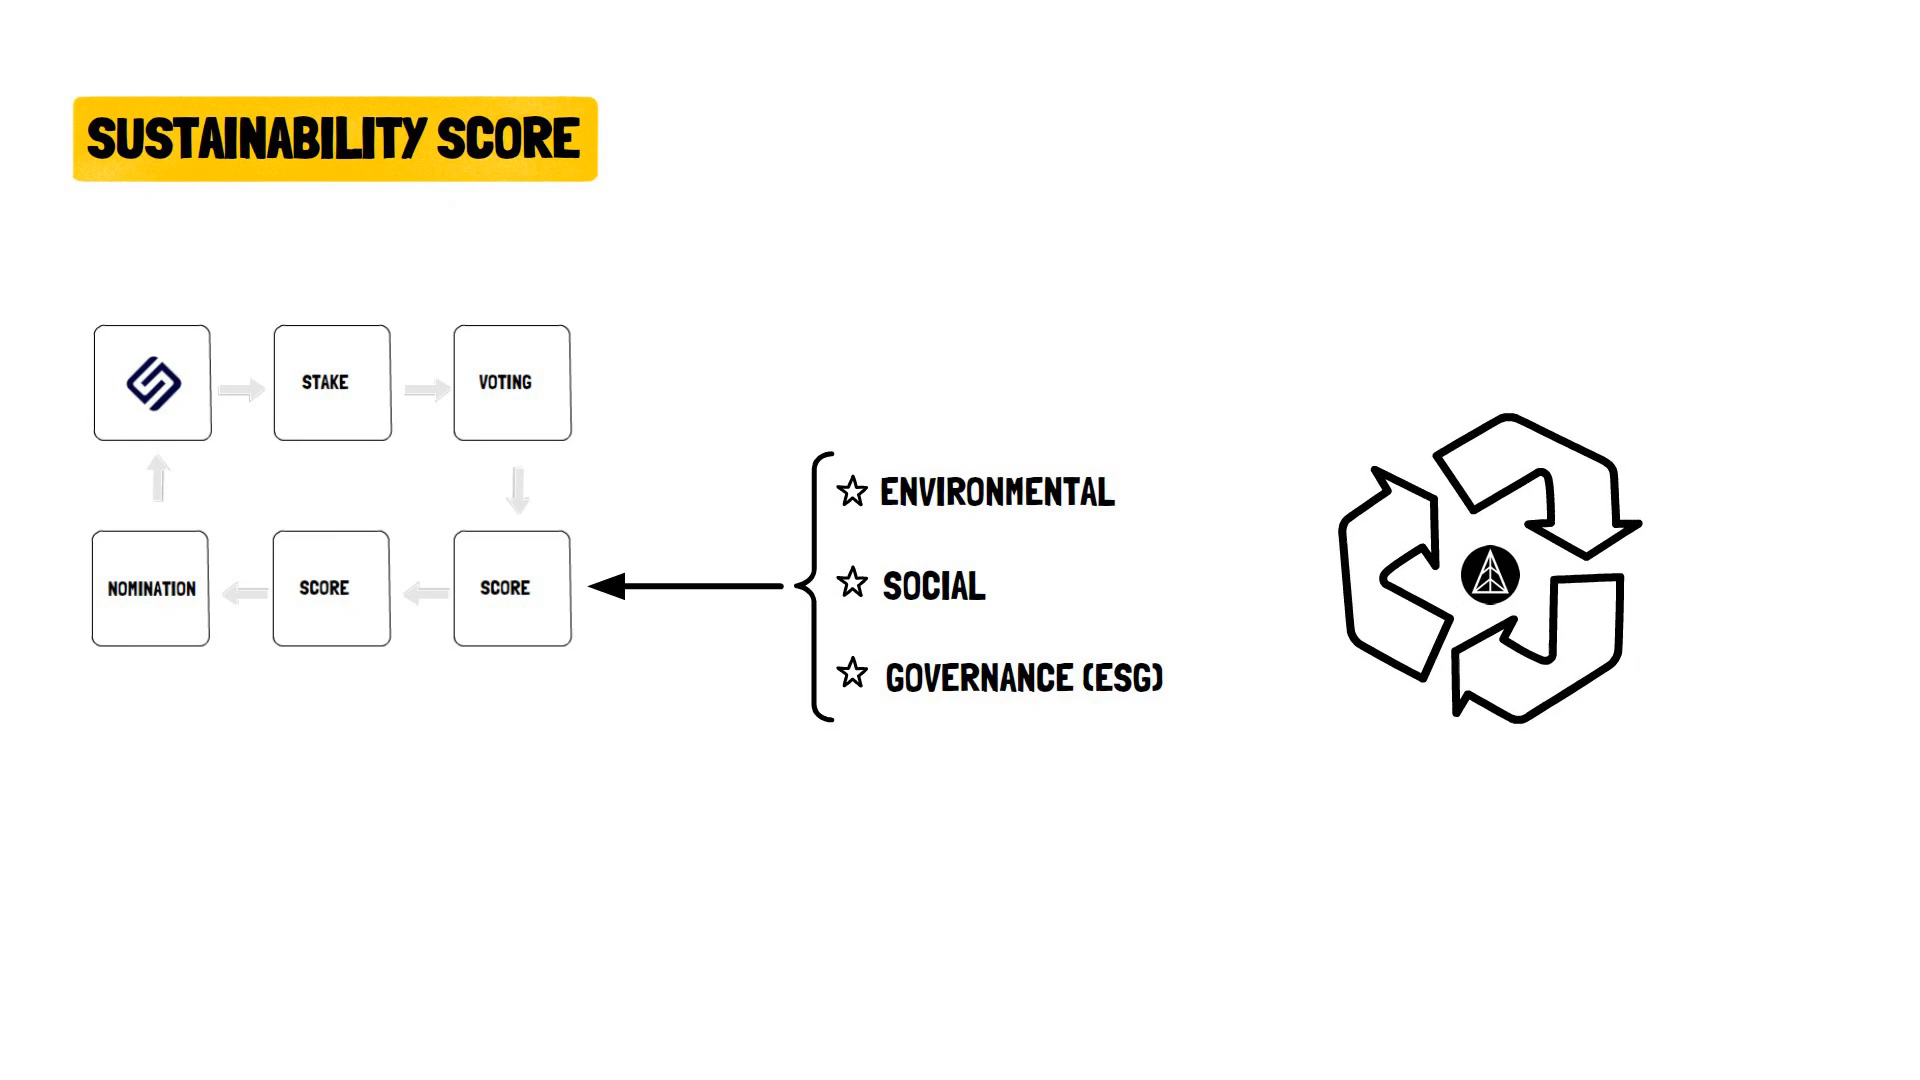 SUSTAINABILITY SCORE
STAKE
VOTING
NOMINATION
SCORE
SCORE
ENVIRONMENTAL
SOCIAL
GOVERNANCE (ESG)